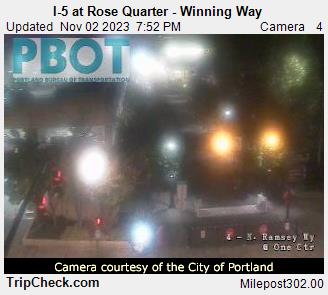 I-5 at Rose Quarter - Winning Way
Updated Nov 02 2023 7:52 PM Camera 4
PBOT
PORTLAND BUREAU OF TRANSPORTATION
4 - N. Ramsey Wy
@ One Ctr
Camera courtesy of the City of Portland
TripCheck.com Milepost302.00